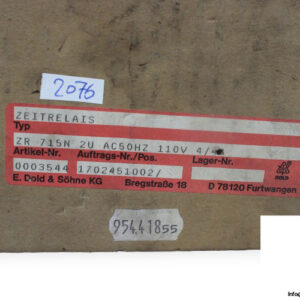 2076
ZEITRELAIS
Typ
ZR 715N 2U AC50HZ 110V
Artikel-Nr. Auftrags-Nr./Pos. Lager-Nr.
0003544 1702451002/
DOLD
E. Dold & Söhne KG Bregstraße 18 D 78120 Furtwangen
95441855